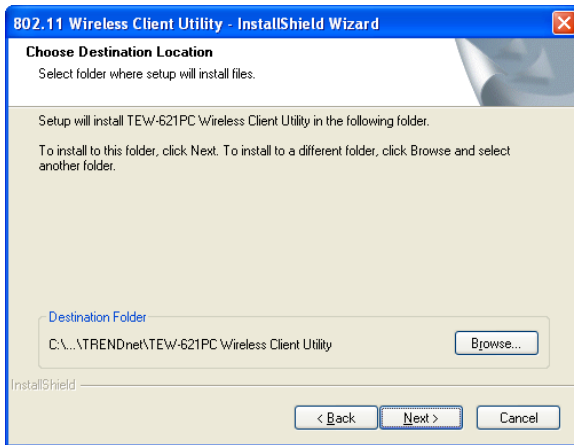 802.11 Wireless Client Utility - InstallShield Wizard
Choose Destination Location
Select folder where setup will install files.
Setup will install TEW-621PC Wireless Client Utility in the following folder.
To install to this folder, click Next. To install to a different folder, click Browse and select
another folder.
Destination Folder
C:\...\TRENDnet\TEW-621PC Wireless Client Utility
Browse...
InstallShield
< Back
Next >
Cancel